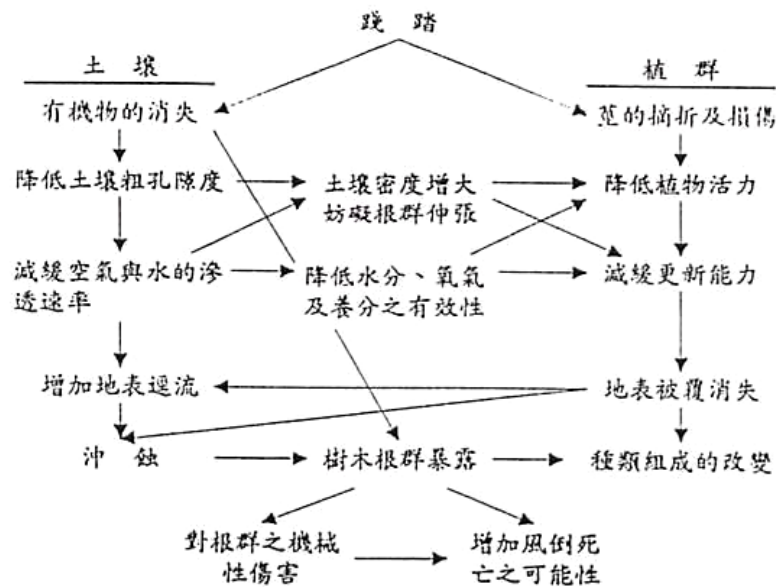 踐踏
土壤
植群
有機物的消失
莖的摘折及損傷
降低土壤粗孔隙度
土壤密度增大
妨礙根群伸張
降低植物活力
減緩空氣與水的滲
透速率
降低水分、氧氣
及養分之有效性
減緩更新能力
增加地表逕流
地表被覆消失
沖蝕
樹木根群暴露
種類組成的改變
對根群之機械
性傷害
增加風倒死
亡之可能性